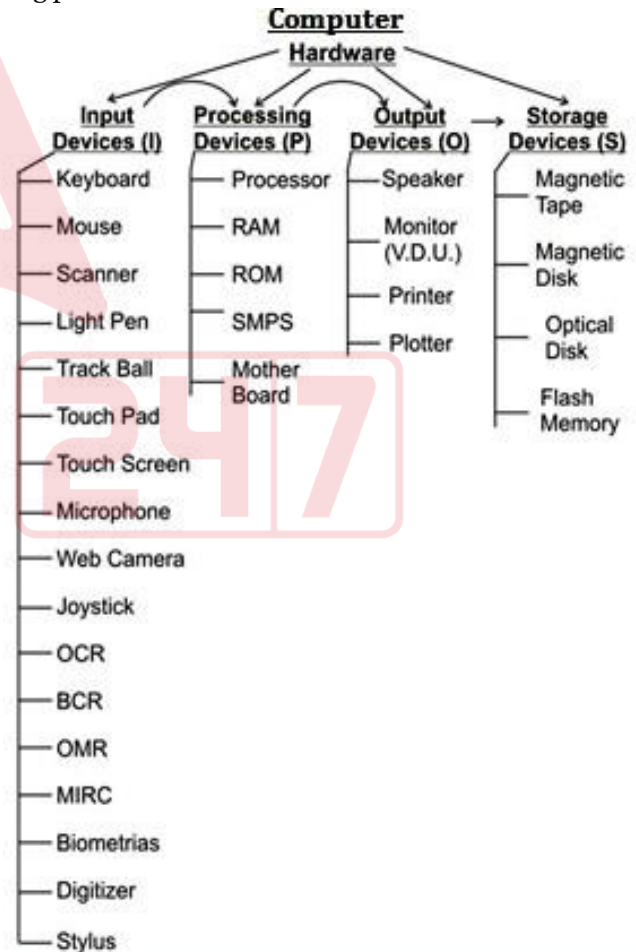 Computer
Hardware
Input
Devices (I)
Processing
Devices (P)
Output
Devices (O)
Storage
Devices (S)
Keyboard
Mouse
Scanner
Light Pen
Track Ball
Touch Pad
Touch Screen
Microphone
Web Camera
Joystick
OCR
BCR
OMR
MIRC
Biometrias
Digitizer
Stylus
Processor
RAM
ROM
SMPS
Mother
Board
Speaker
Monitor
(V.D.U.)
Printer
Plotter
Magnetic
Tape
Magnetic
Disk
Optical
Disk
Flash
Memory
247